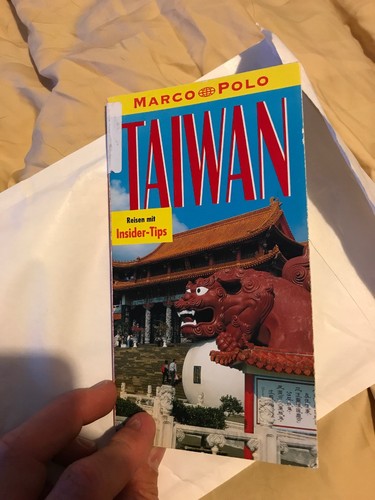 MARCO POLO
TAIWAN
Reisen mit
Insider-Tips